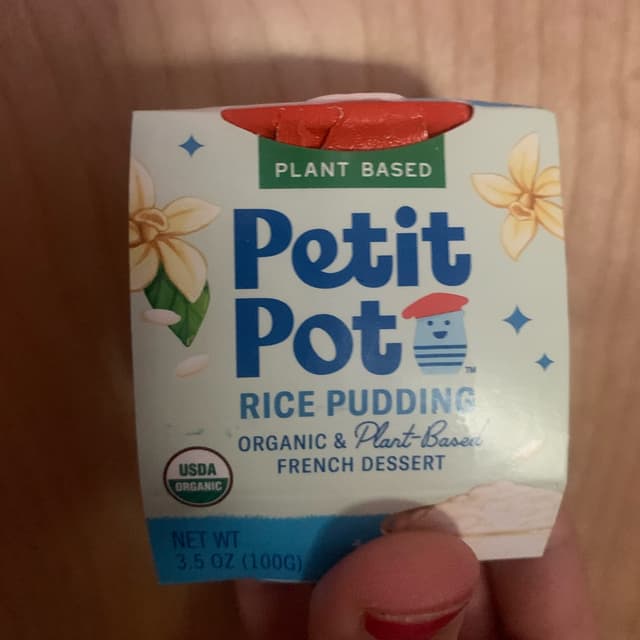 PLANT BASED
Petit
Pot
TM
RICE PUDDING
ORGANIC & Plant-Based
FRENCH DESSERT
USDA
ORGANIC
NET WT
3.5 OZ (100G)